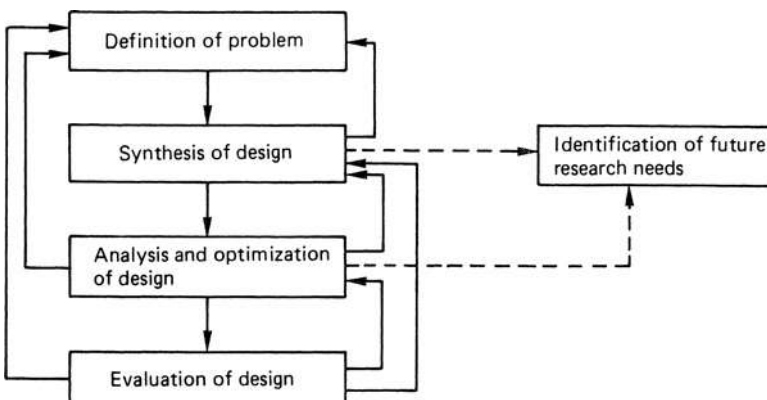 Definition of problem
Synthesis of design
Identification of future
research needs
Analysis and optimization
of design
Evaluation of design